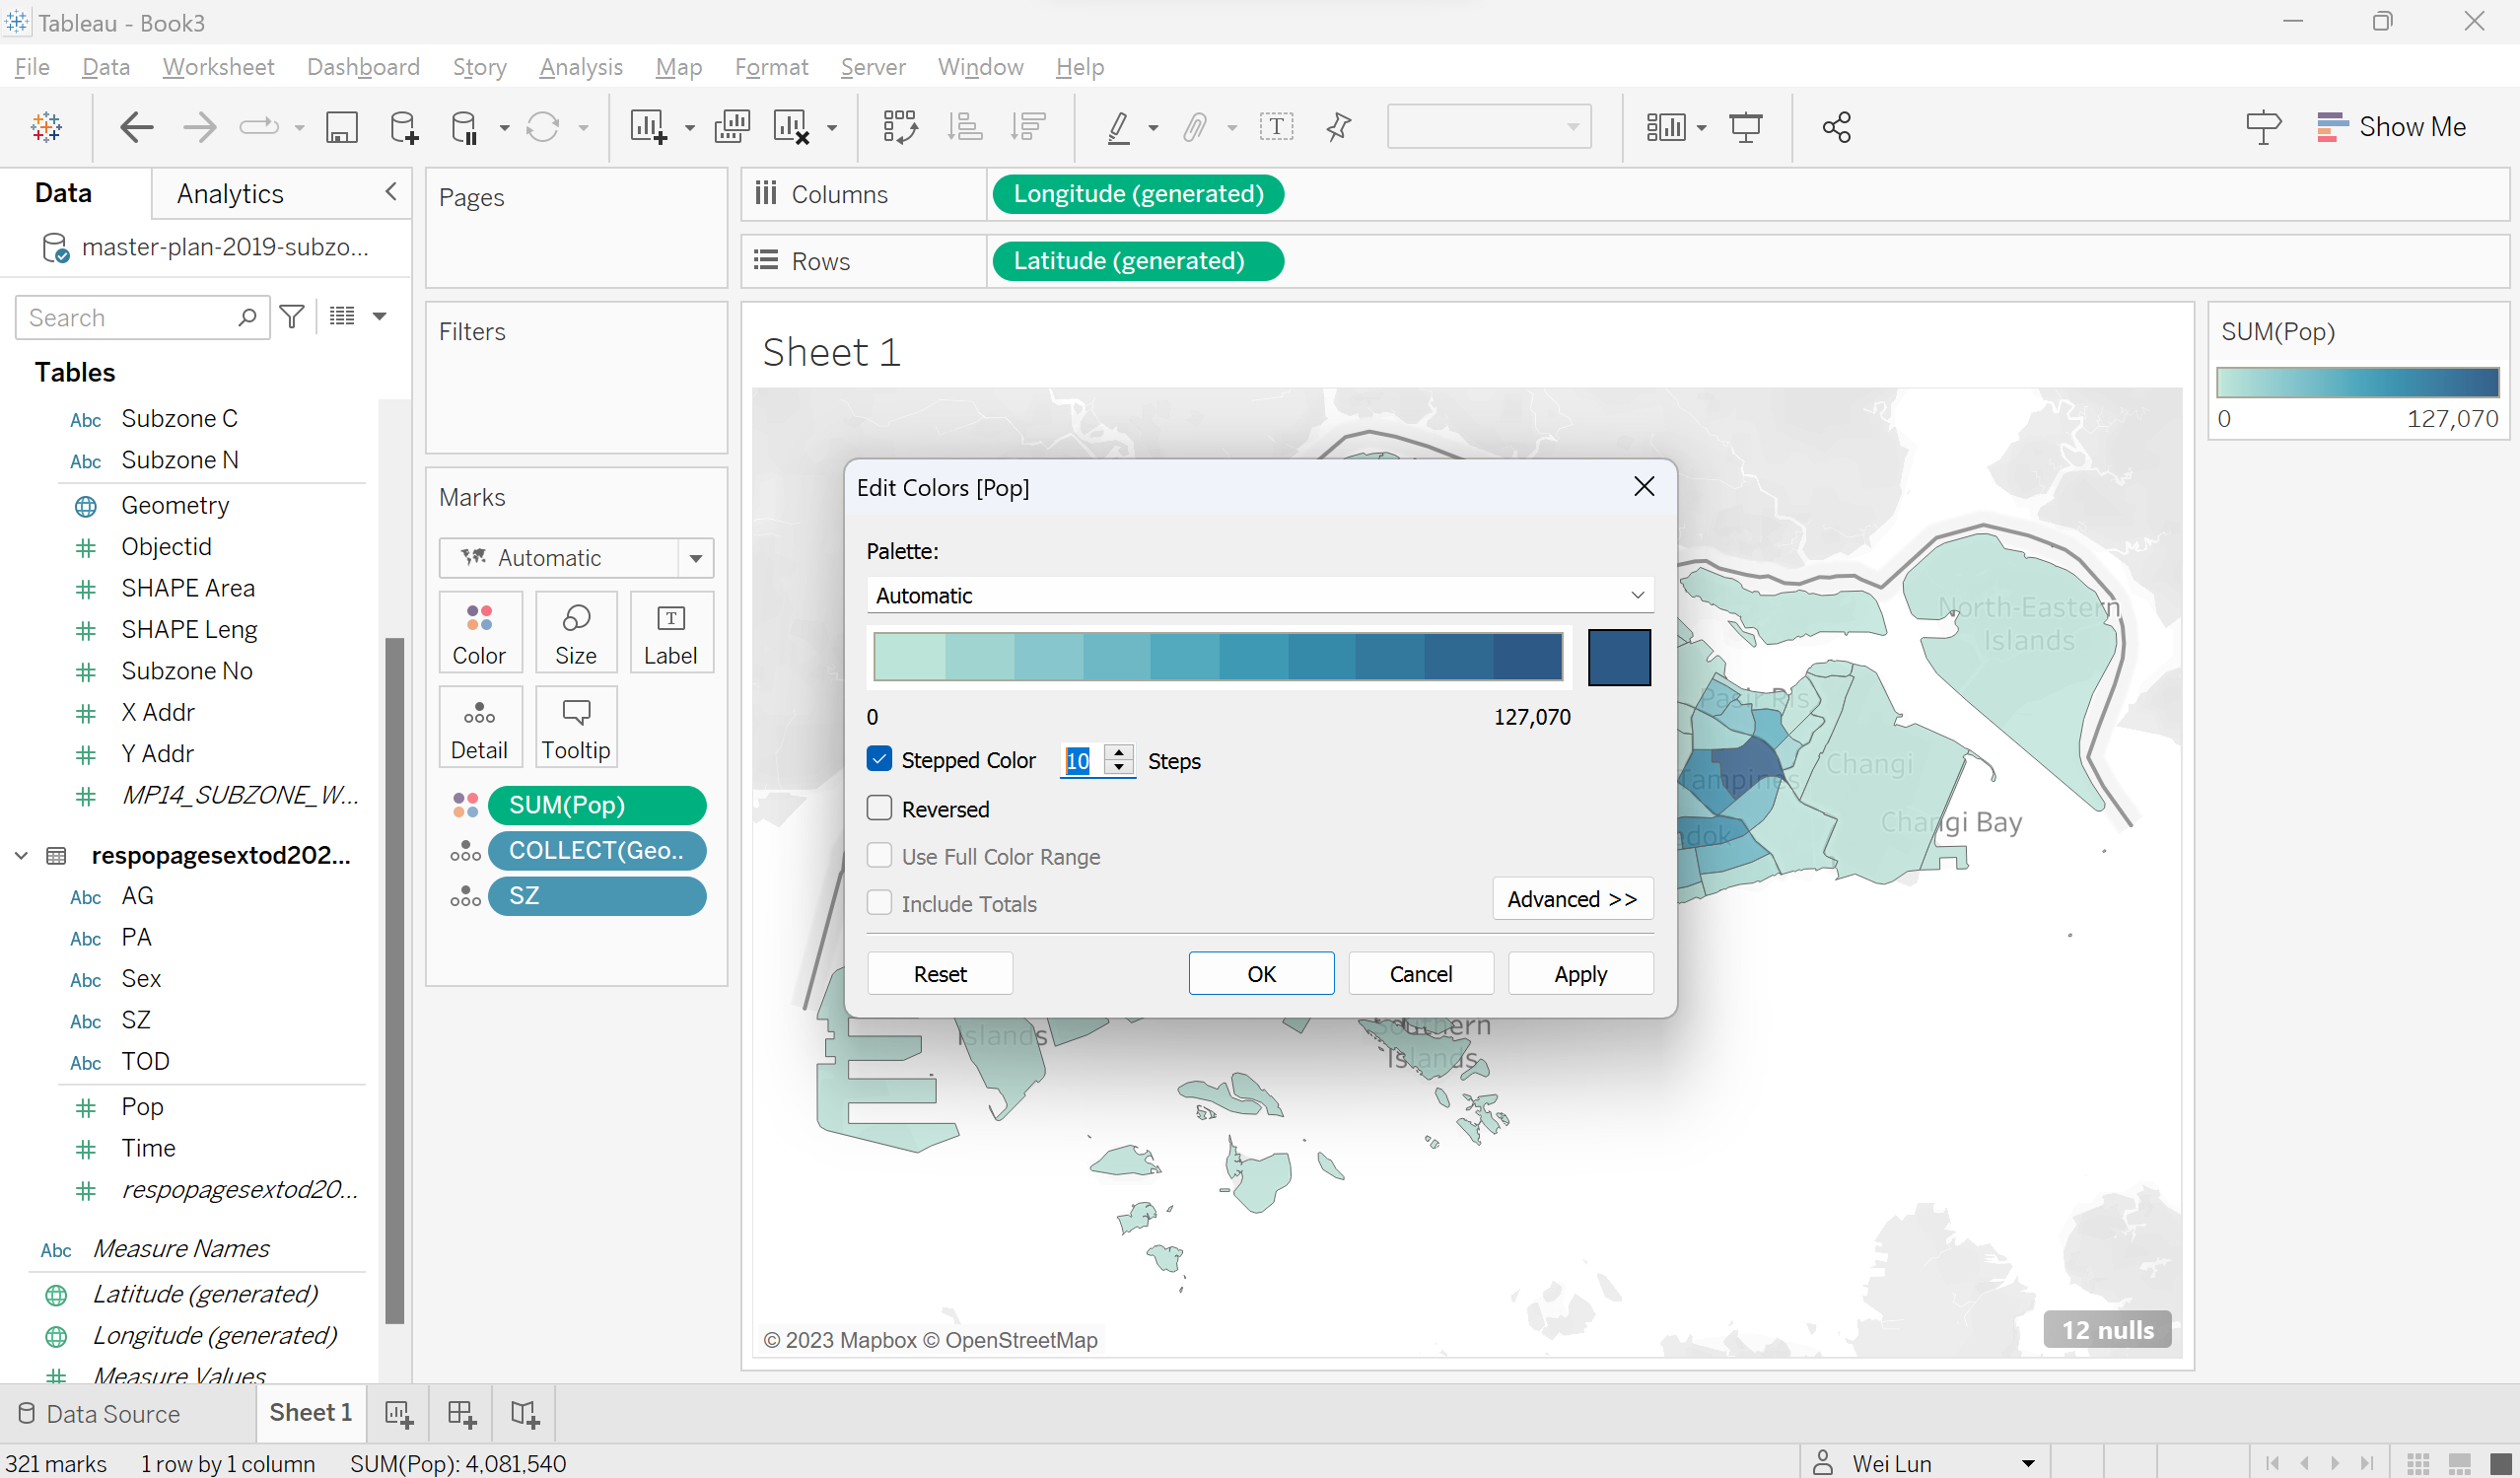 Tableau - Book3
File Data Worksheet Dashboard Story Analysis Map Format Server Window Help
Show Me
Data
Analytics
master-plan-2019-subzo...
Search
Tables
Abc Subzone C
Abc Subzone N
Geometry
Objectid
SHAPE Area
SHAPE Leng
Subzone No
X Addr
Y Addr
MP14_SUBZONE_W...
respopagesextod202...
Abc AG
Abc PA
Abc Sex
Abc SZ
Abc TOD
Pop
Time
respopagesextod20...
Abc Measure Names
Latitude (generated)
Longitude (generated)
Measure Values
Pages
Filters
Marks
Automatic
Color
Size
Label
Detail
Tooltip
SUM(Pop)
COLLECT(Geo..
SZ
Columns
Longitude (generated)
Rows
Latitude (generated)
Sheet 1
North-Eastern
Islands
Pasir Ris
Tampines
Changi
Changi Bay
Islands
Southern
Islands
© 2023 Mapbox © OpenStreetMap
12 nulls
Edit Colors [Pop]
Palette:
Automatic
0
127,070
Stepped Color
10
Steps
Reversed
Use Full Color Range
Include Totals
Advanced >>
Reset
OK
Cancel
Apply
SUM(Pop)
0
127,070
Data Source
Sheet 1
321 marks
1 row by 1 column
SUM(Pop): 4,081,540
Wei Lun